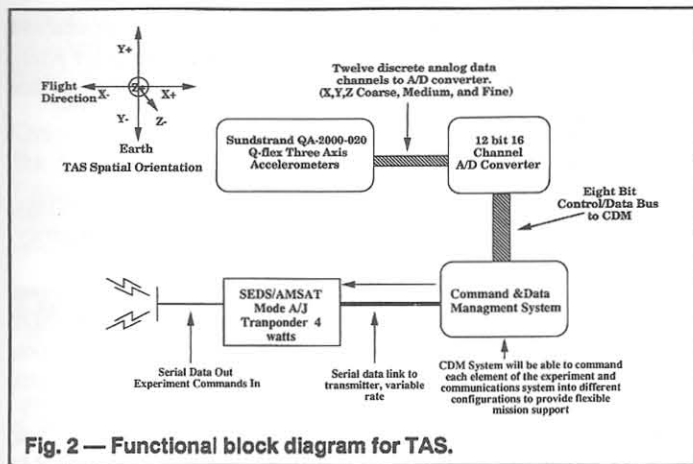 Y+
Flight
Direction
X-
Z+
X+
Y-
Z-
Earth
TAS Spatial Orientation
Twelve discrete analog data
channels to A/D converter.
(X,Y,Z Coarse, Medium, and Fine)
Sundstrand QA-2000-020
Q-flex Three Axis
Accelerometers
12 bit 16
Channel
A/D Converter
Eight Bit
Control/Data Bus
to CDM
SEDS/AMSAT
Mode A/J
Tranponder 4
watts
Command &Data
Managment System
Serial Data Out
Experiment Commands In
Serial data link to
transmitter, variable
rate
CDM System will be able to command
each element of the experiment and
communications system into different
configurations to provide flexible
mission support
Fig. 2 — Functional block diagram for TAS.